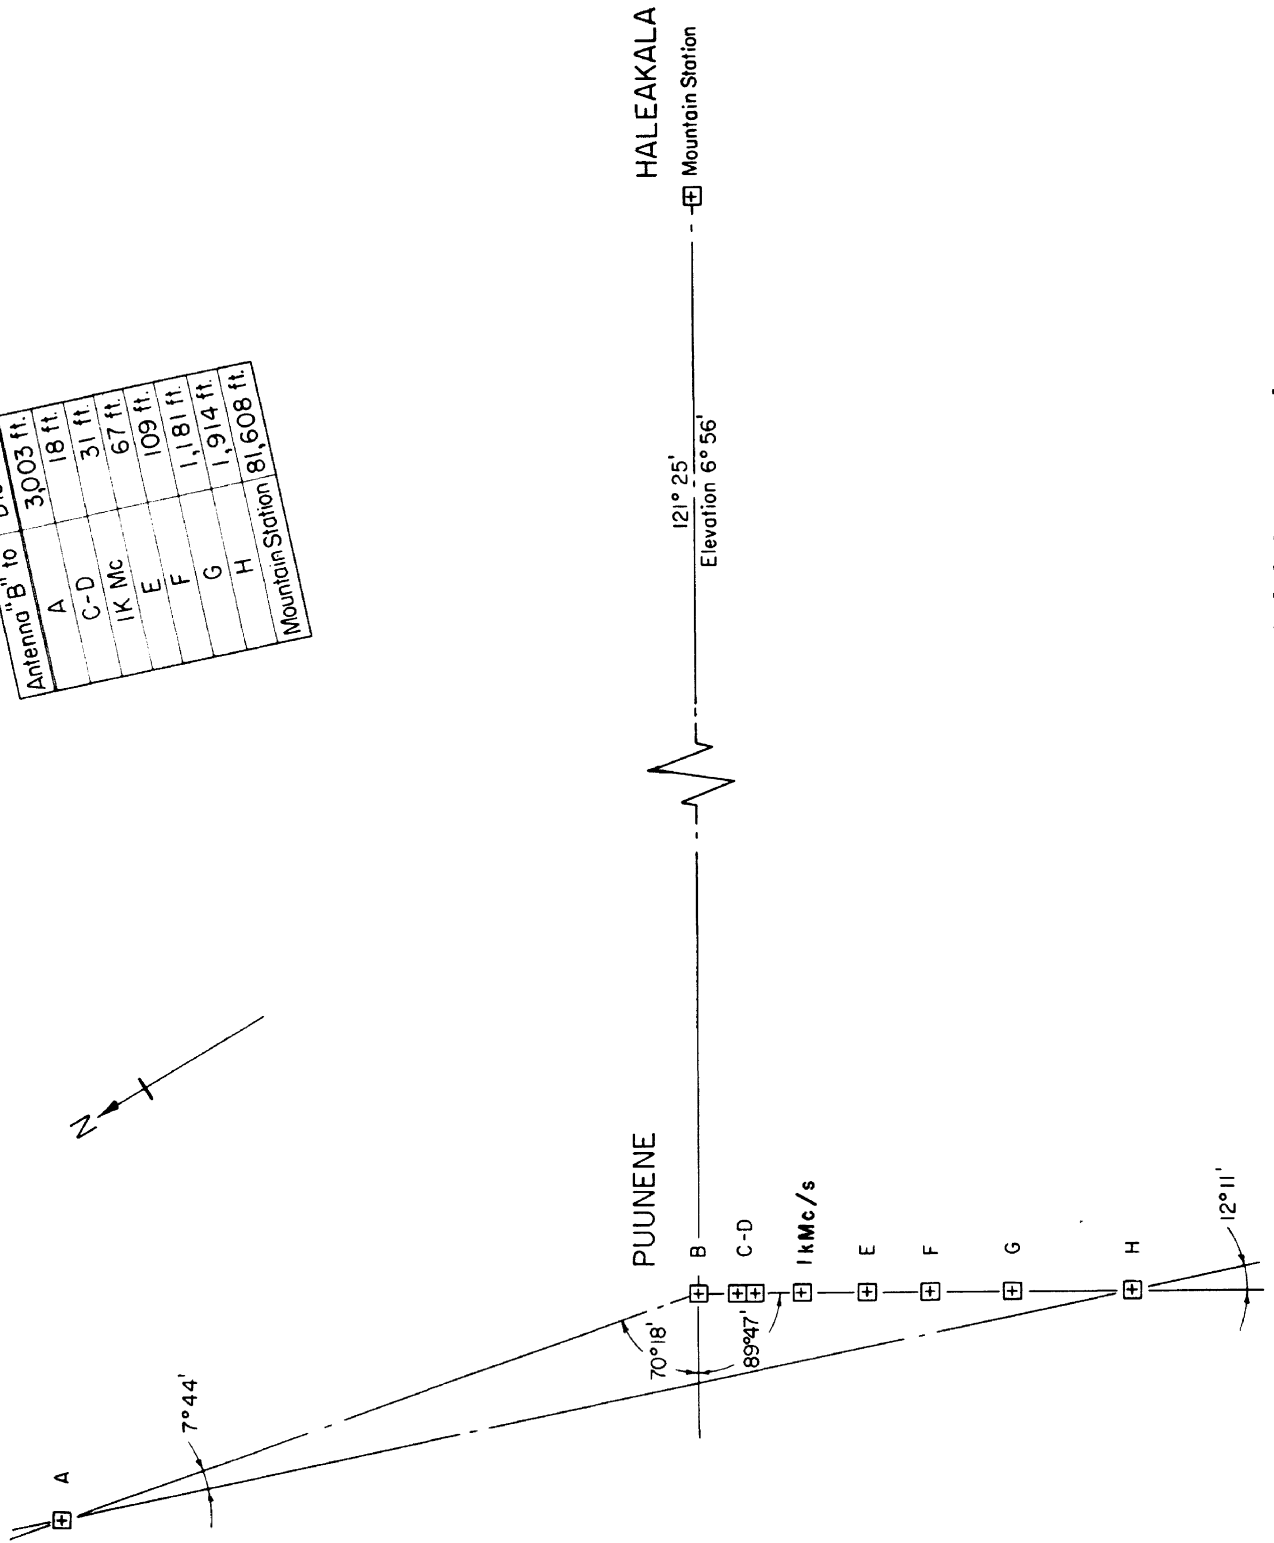 Antenna "B" to
A 3,003 ft.
C-D 18 ft.
1K Mc 31 ft.
E 67 ft.
F 109 ft.
G 1,181 ft.
H 1,914 ft.
Mountain Station 81,608 ft.
HALEAKALA
Mountain Station
121° 25'
Elevation 6° 56'
N
PUUNENE
B
C-D
1kMc/s
E
F
G
H
A
7°44'
70°18'
89°47'
12°11'